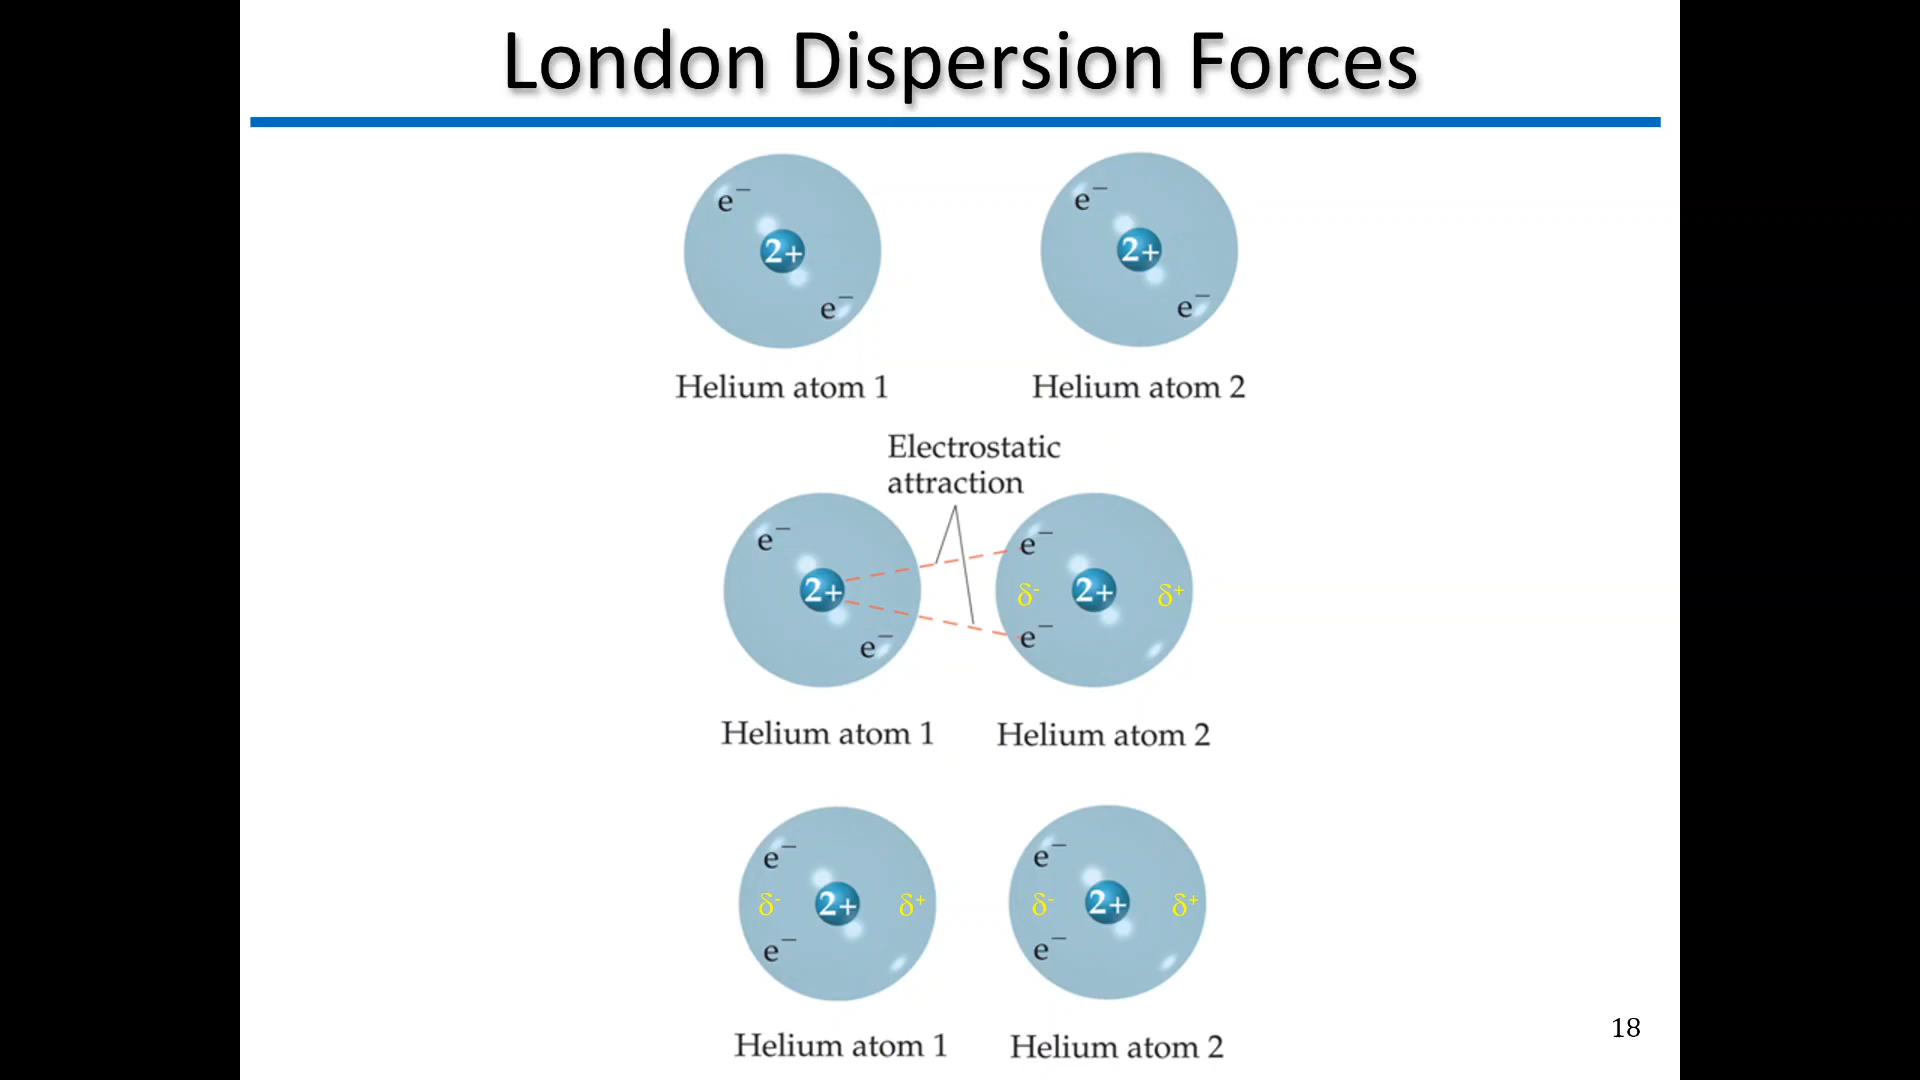 London Dispersion Forces
e⁻ e⁻
2+ 2+
e⁻ e⁻
Helium atom 1 Helium atom 2
Electrostatic
attraction
e⁻ e⁻
2+ δ⁻ 2+ δ⁺
e⁻ e⁻
Helium atom 1 Helium atom 2
e⁻ e⁻
δ⁻ 2+ δ⁺ δ⁻ 2+ δ⁺
e⁻ e⁻
Helium atom 1 Helium atom 2
18